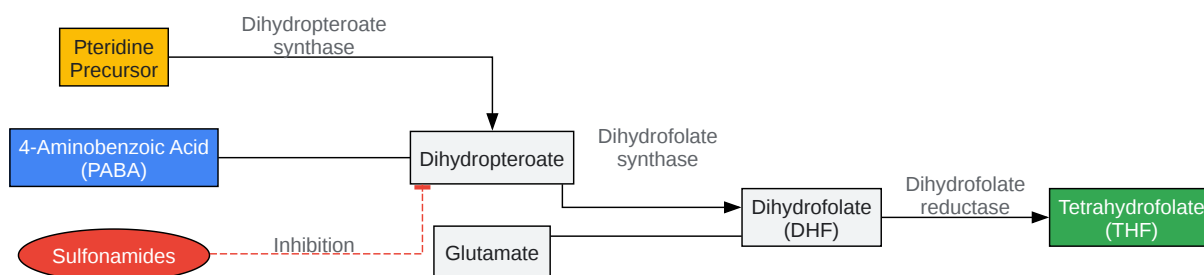 Dihydropteroate
synthase
Pteridine
Precursor
4-Aminobenzoic Acid
(PABA)
Dihydropteroate
Dihydrofolate
synthase
Dihydrofolate
(DHF)
Dihydrofolate
reductase
Tetrahydrofolate
(THF)
Sulfonamides
Inhibition
Glutamate